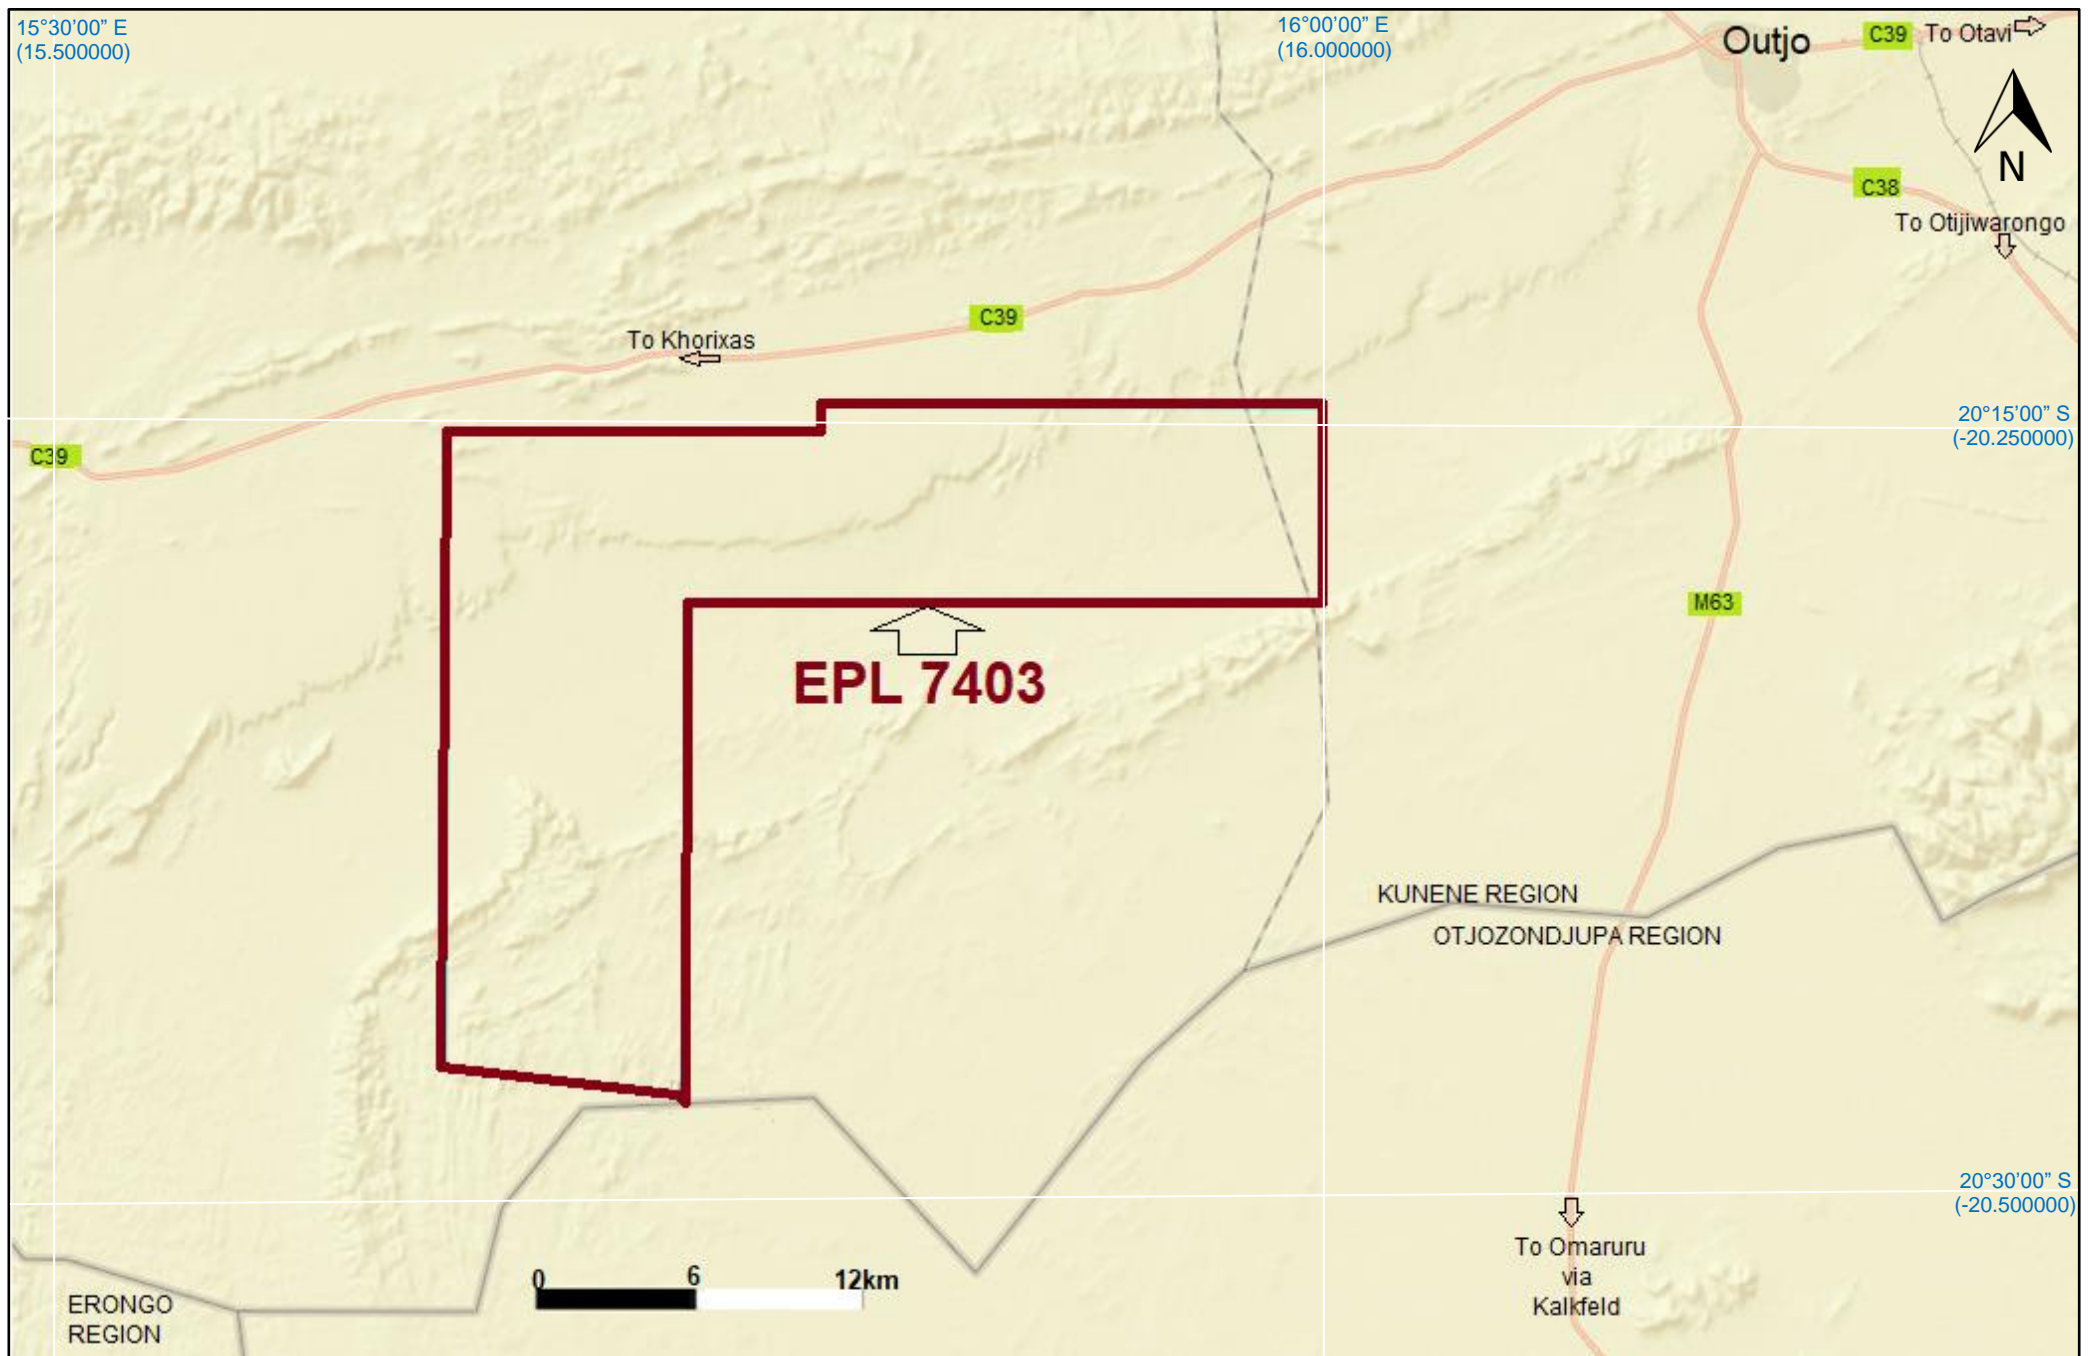 15°30’00” E
(15.500000)
16°00’00” E
(16.000000)
Outjo
C39
To Otavi
N
C38
To Otijiwarongo
C39
To Khorixas
20°15’00” S
(-20.250000)
C39
M63
EPL 7403
KUNENE REGION
OTJOZONDJUPA REGION
20°30’00” S
(-20.500000)
To Omaruru
via
Kalkfeld
0 6 12km
ERONGO
REGION